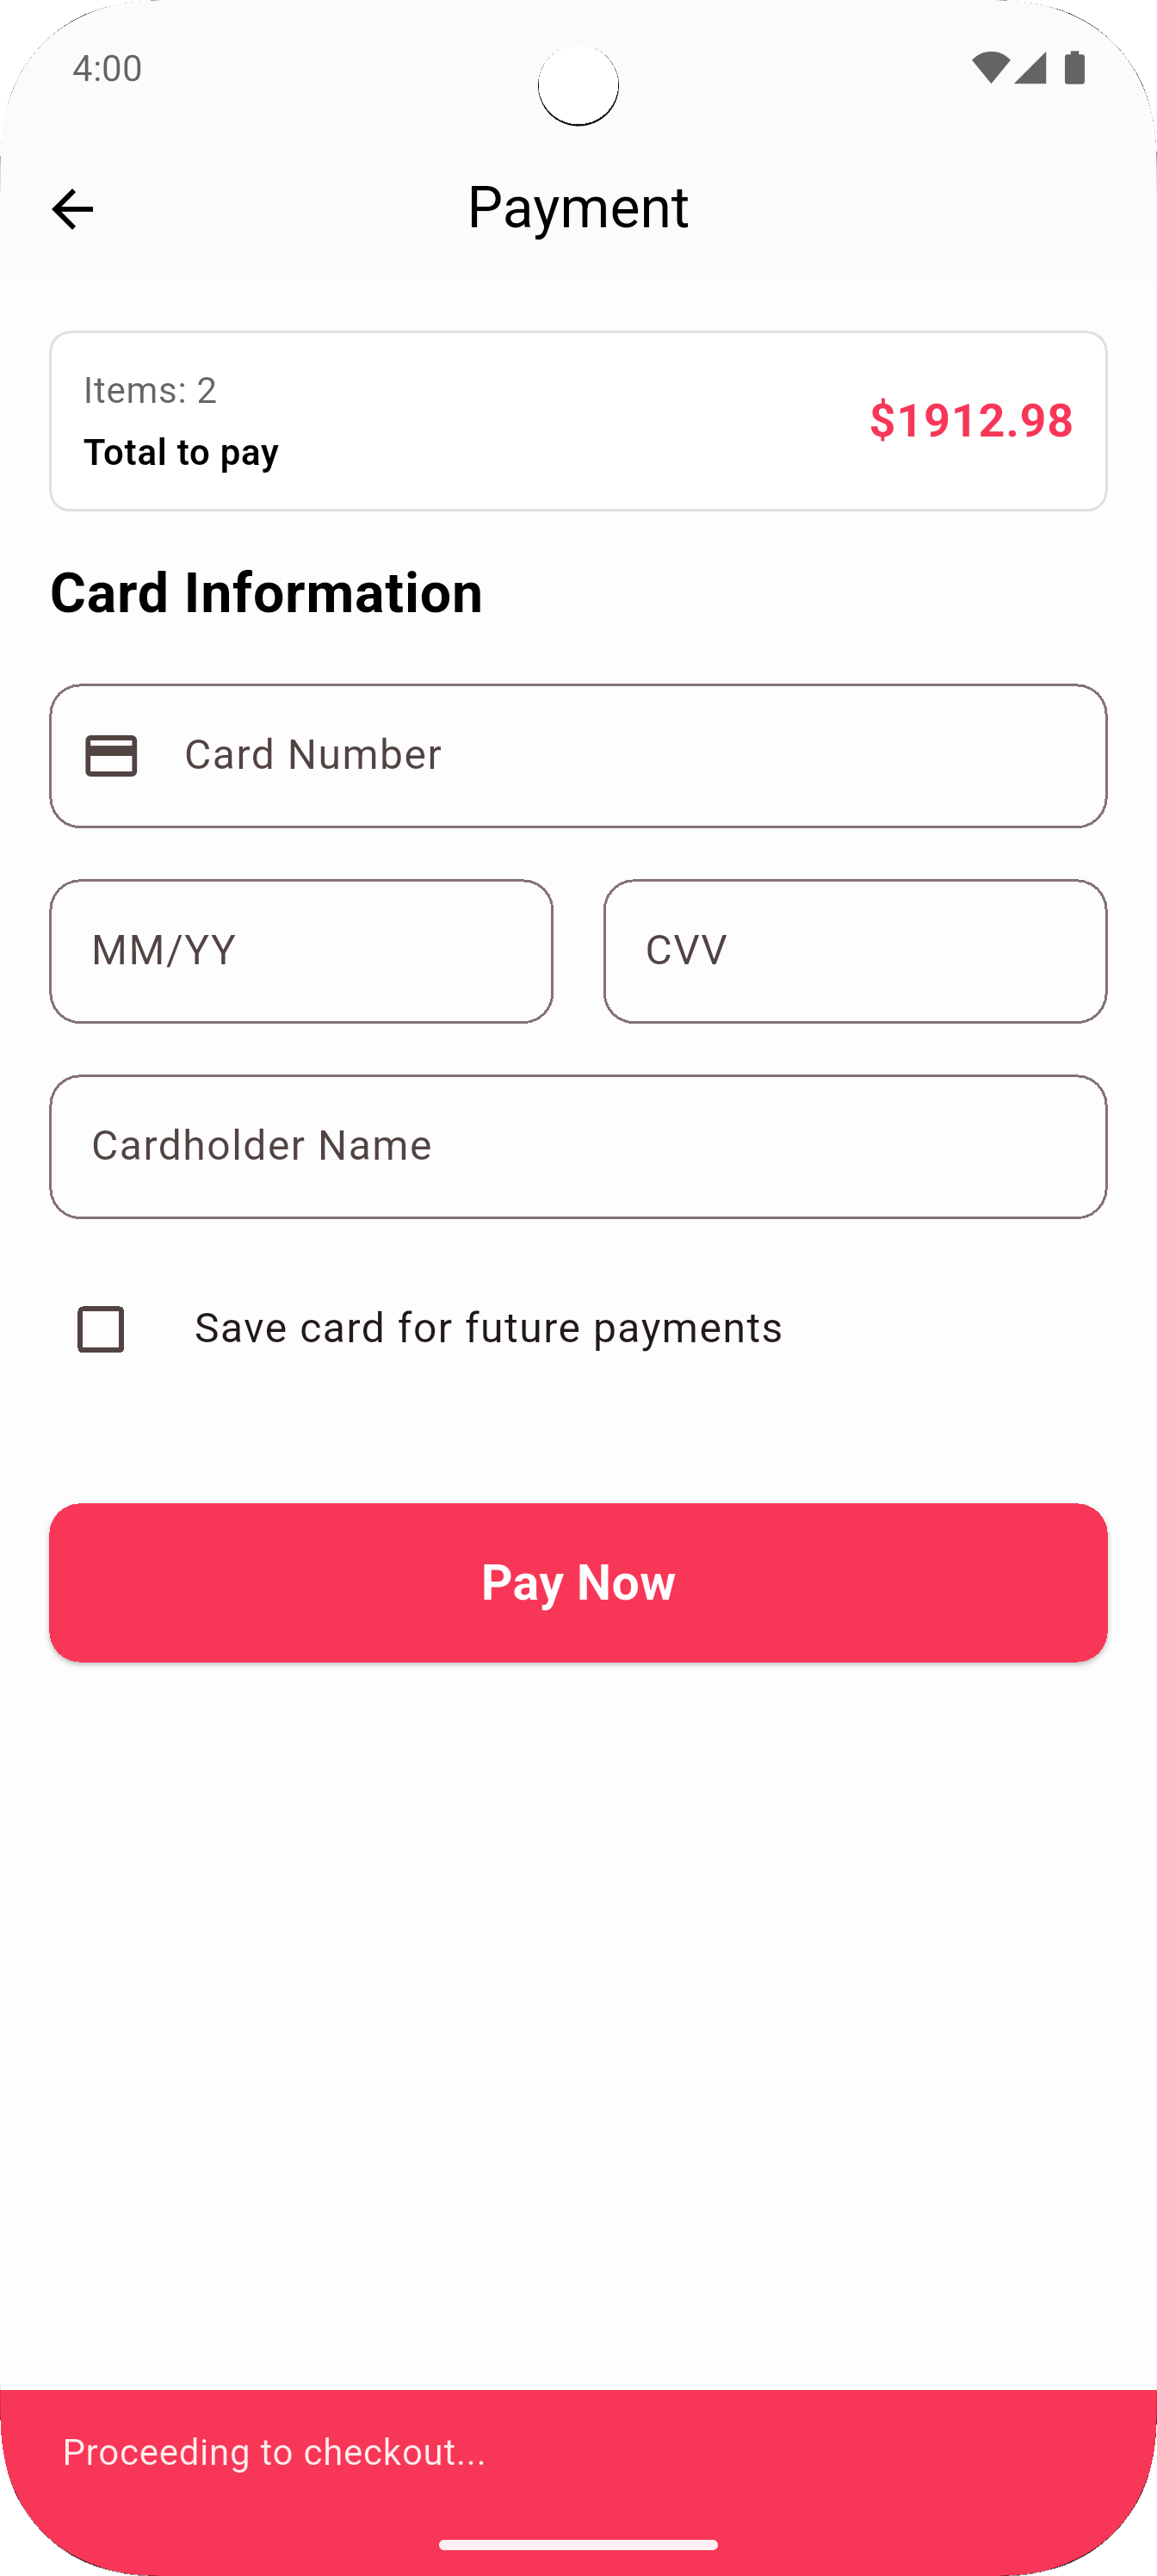 4:00
Payment
Items: 2
Total to pay
$1912.98
Card Information
Card Number
MM/YY
CVV
Cardholder Name
Save card for future payments
Pay Now
Proceeding to checkout...